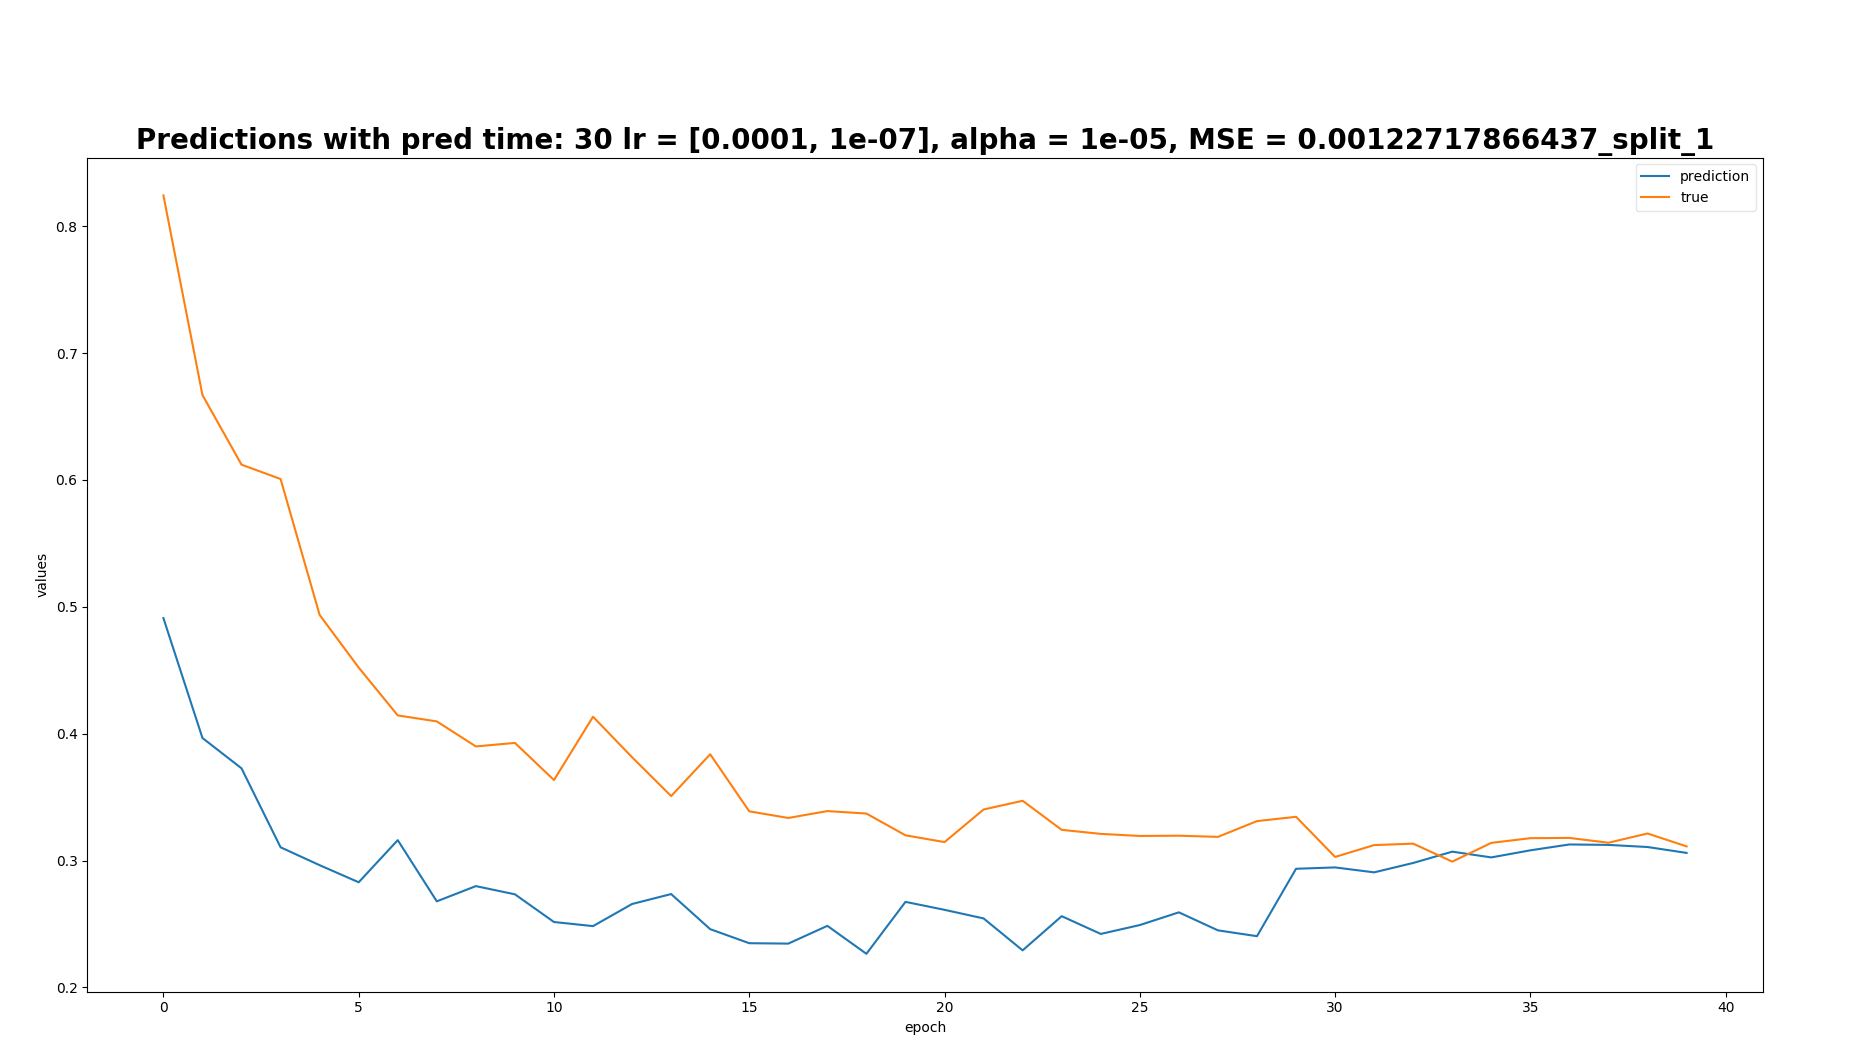 Predictions with pred time: 30 lr = [0.0001, 1e-07], alpha = 1e-05, MSE = 0.00122717866437_split_1
prediction
true
0.8
0.7
0.6
0.5
0.4
0.3
0.2
values
0 5 10 15 20 25 30 35 40
epoch